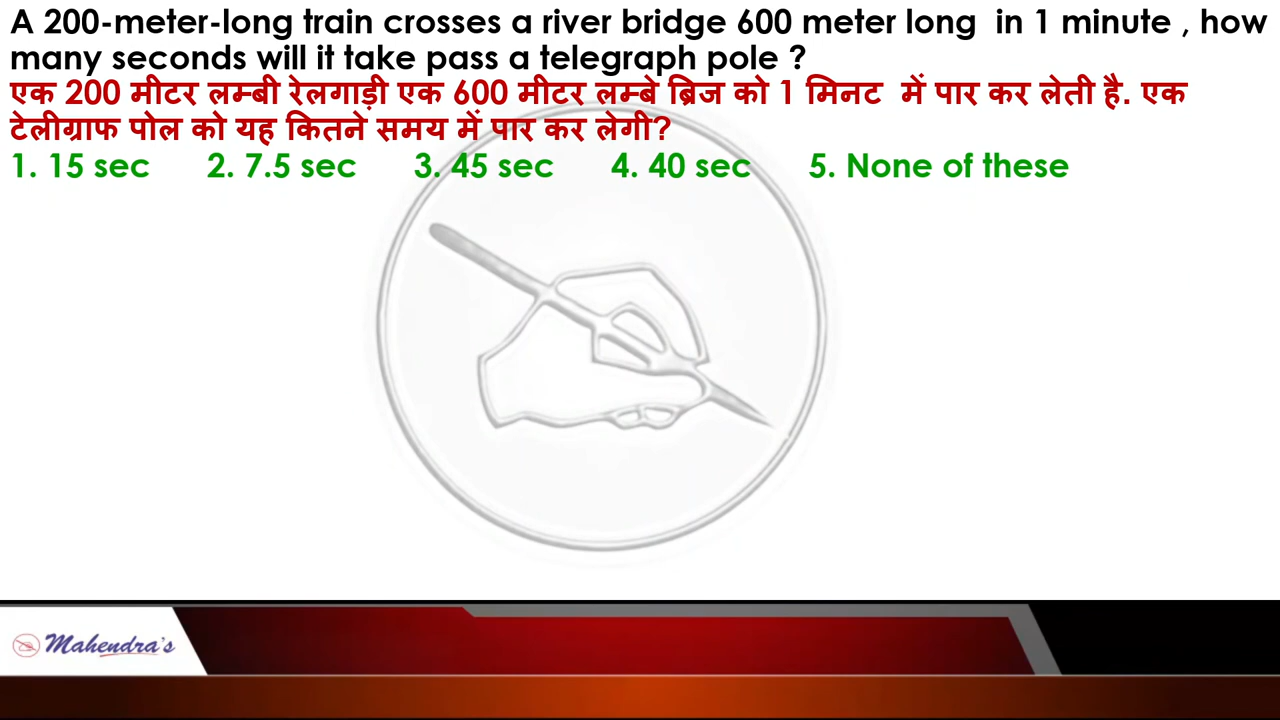 A 200-meter-long train crosses a river bridge 600 meter long  in 1 minute , how
many seconds will it take pass a telegraph pole ?
एक 200 मीटर लम्बी रेलगाड़ी एक 600 मीटर लम्बे ब्रिज को 1 मिनट  में पार कर लेती है. एक
टेलीग्राफ पोल को यह कितने समय में पार कर लेगी?
1. 15 sec 2. 7.5 sec 3. 45 sec 4. 40 sec 5. None of these
Mahendra's